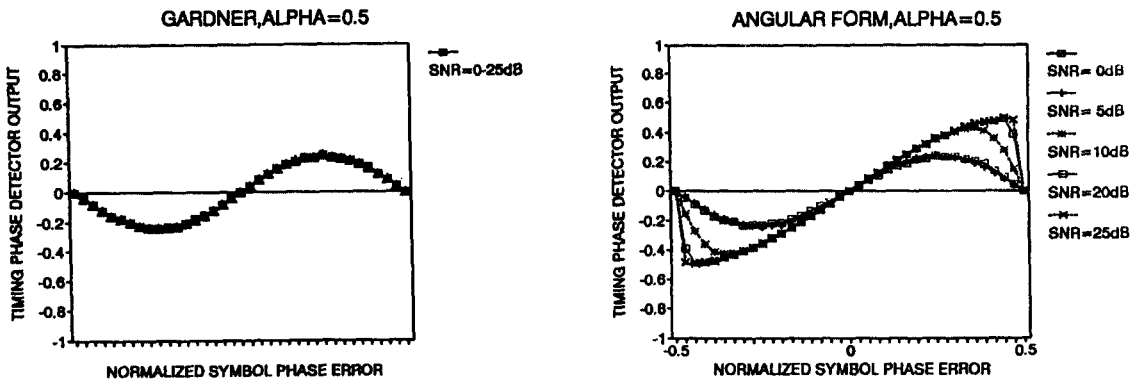 GARDNER,ALPHA=0.5
TIMING PHASE DETECTOR OUTPUT
1
0.8
0.6
0.4
0.2
0
-0.2
-0.4
-0.6
-0.8
-1
NORMALIZED SYMBOL PHASE ERROR
SNR=0-25dB
ANGULAR FORM,ALPHA=0.5
TIMING PHASE DETECTOR OUTPUT
1
0.8
0.6
0.4
0.2
0
-0.2
-0.4
-0.6
-0.8
-1
-0.5 0 0.5
NORMALIZED SYMBOL PHASE ERROR
SNR= 0dB
SNR= 5dB
SNR=10dB
SNR=20dB
SNR=25dB